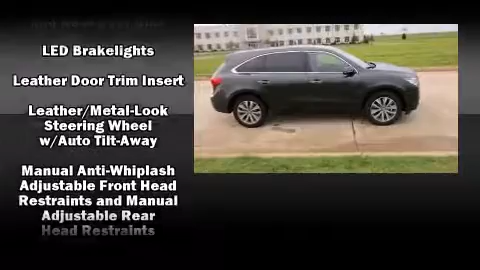 LED Brakelights
Leather Door Trim Insert
Leather/Metal-Look
Steering Wheel
w/Auto Tilt-Away
Manual Anti-Whiplash
Adjustable Front Head
Restraints and Manual
Adjustable Rear
Head Restraints